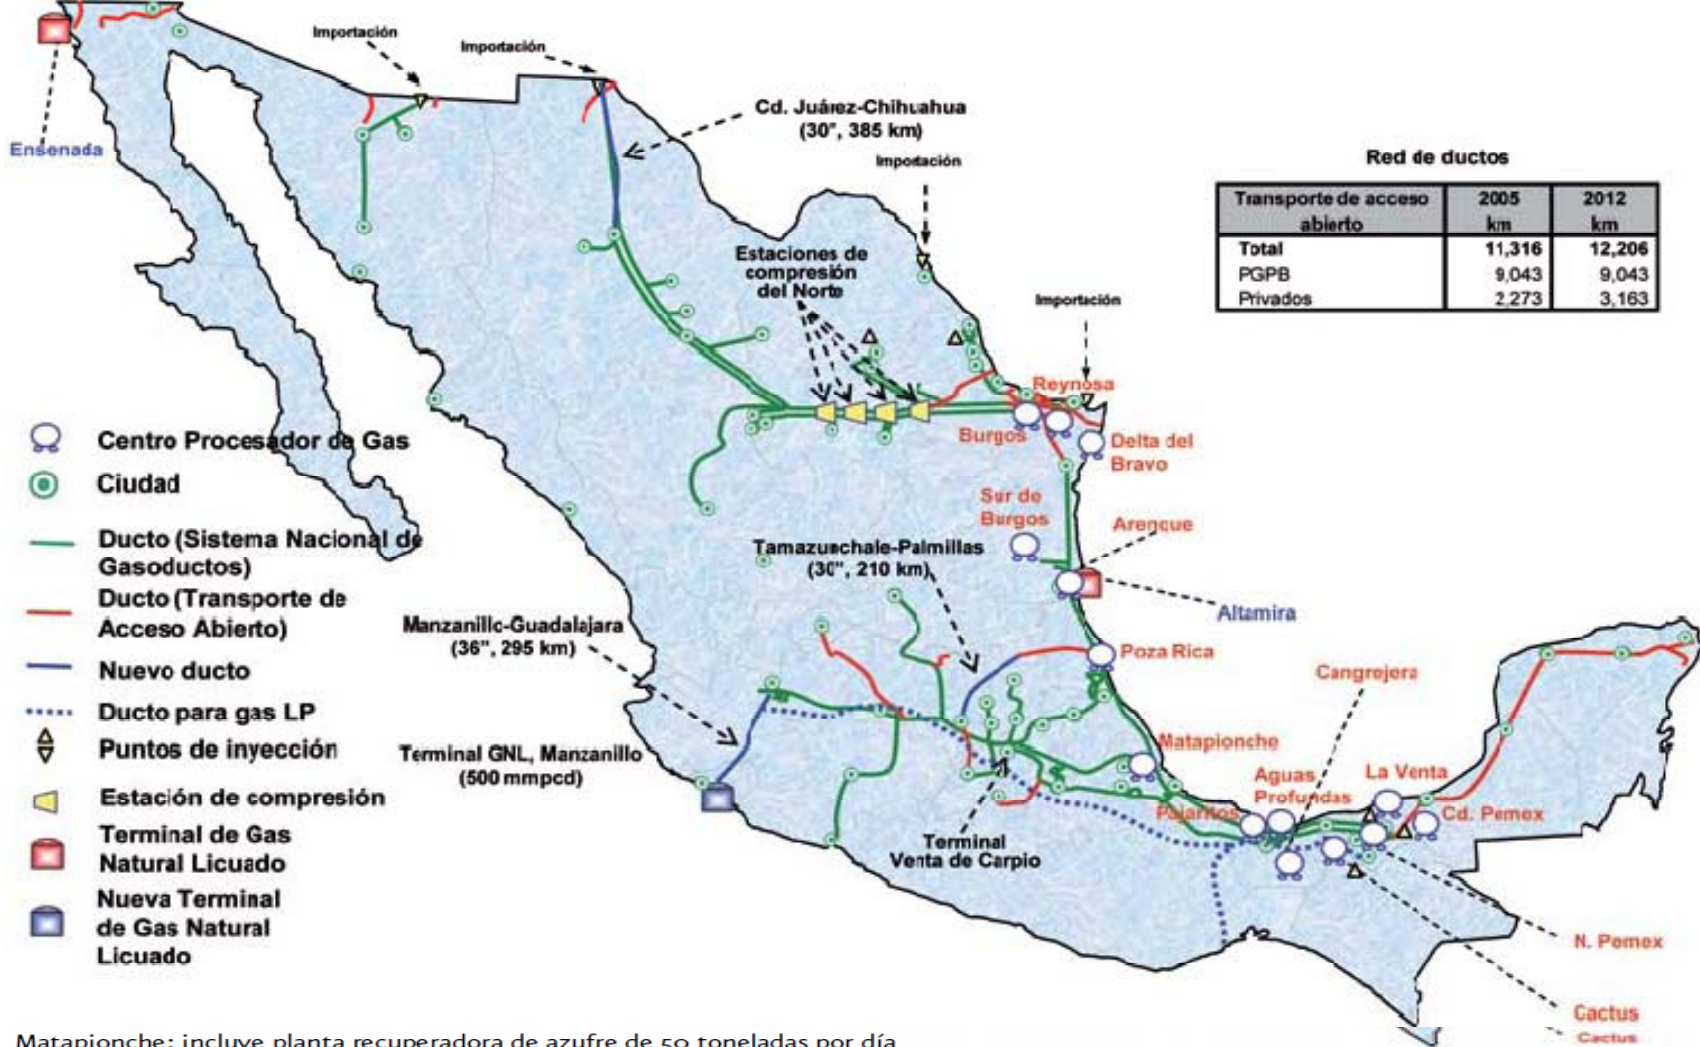 Importación
Importación
Ensenada
Cd. Juárez-Chihuahua
(30", 385 km)
Importación
Red de ductos
Transporte de acceso abierto	2005 km	2012 km
Total	11,316	12,206
PGPB	9,043	9,043
Privados	2,273	3,163
Estaciones de
compresión
del Norte
Importación
Reynosa
Burgos
Delta del
Bravo
Sur de
Burgos
Arenque
Altamira
Tamazunchale-Palmillas
(30", 210 km)
Manzanillo-Guadalajara
(36", 295 km)
Poza Rica
Cangrejera
Terminal GNL, Manzanillo
(500 mmpcd)
Matapionche
Aguas
Profundas
La Venta
Pajaritos
Cd. Pemex
Terminal
Venta de Carpio
N. Pemex
Cactus
Cactus
Centro Procesador de Gas
Ciudad
Ducto (Sistema Nacional de
Gasoductos)
Ducto (Transporte de
Acceso Abierto)
Nuevo ducto
Ducto para gas LP
Puntos de inyección
Estación de compresión
Terminal de Gas
Natural Licuado
Nueva Terminal
de Gas Natural
Licuado
Matapionche: incluye planta recuperadora de azufre de 50 toneladas por día